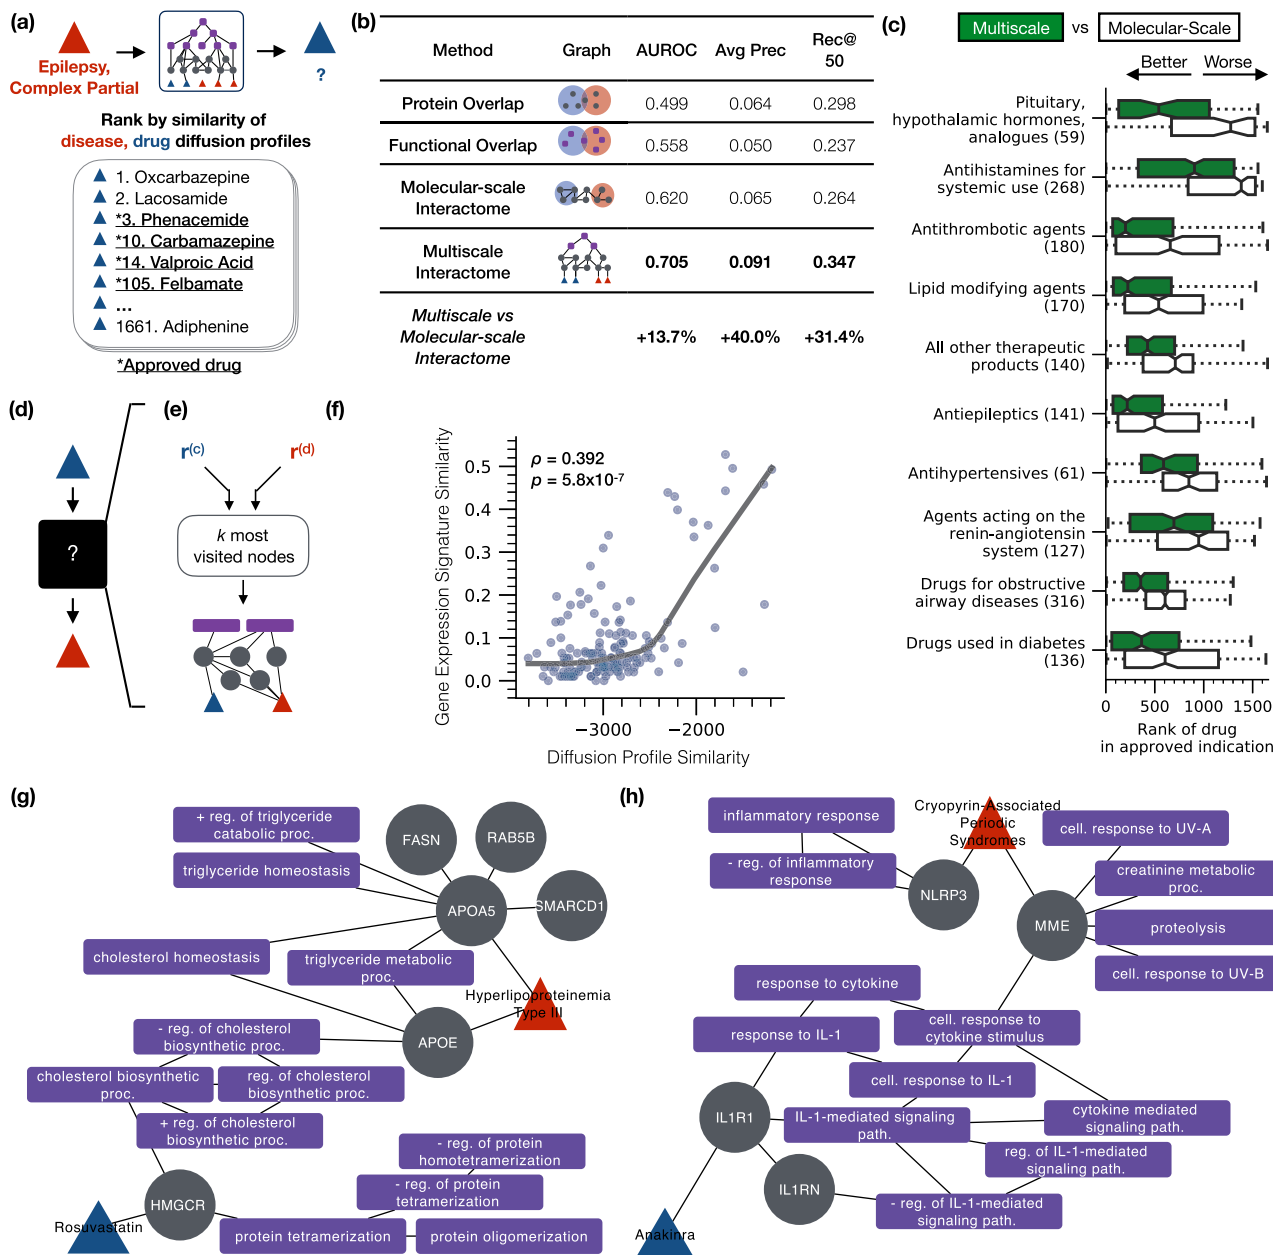 (a)
Epilepsy,
Complex Partial
?
Rank by similarity of
disease, drug diffusion profiles
1. Oxcarbazepine
2. Lacosamide
*3. Phenacemide
*10. Carbamazepine
*14. Valproic Acid
*105. Felbamate
...
1661. Adiphenine
*Approved drug
(b)
Method Graph AUROC Avg Prec Rec@
50
Protein Overlap 0.499 0.064 0.298
Functional Overlap 0.558 0.050 0.237
Molecular-scale
Interactome 0.620 0.065 0.264
Multiscale
Interactome 0.705 0.091 0.347
Multiscale vs
Molecular-scale
Interactome +13.7% +40.0% +31.4%
(c)
Multiscale vs Molecular-Scale
Better Worse
Pituitary,
hypothalamic hormones,
analogues (59)
Antihistamines for
systemic use (268)
Antithrombotic agents
(180)
Lipid modifying agents
(170)
All other therapeutic
products (140)
Antiepileptics (141)
Antihypertensives (61)
Agents acting on the
renin-angiotensin
system (127)
Drugs for obstructive
airway diseases (316)
Drugs used in diabetes
(136)
0 500 1000 1500
Rank of drug
in approved indication
(d)
?
(e)
r(c) r(d)
k most
visited nodes
(f)
Gene Expression Signature Similarity
ρ = 0.392
p = 5.8x10-7
0.5
0.4
0.3
0.2
0.1
0.0
−3000 −2000
Diffusion Profile Similarity
(g)
+ reg. of triglyceride
catabolic proc.
triglyceride homeostasis
FASN
RAB5B
APOA5
SMARCD1
cholesterol homeostasis
triglyceride metabolic
proc.
Hyperlipoproteinemia
Type III
APOE
- reg. of cholesterol
biosynthetic proc.
cholesterol biosynthetic
proc.
reg. of cholesterol
biosynthetic proc.
+ reg. of cholesterol
biosynthetic proc.
- reg. of protein
homotetramerization
- reg. of protein
tetramerization
HMGCR
Rosuvastatin
protein tetramerization
protein oligomerization
(h)
inflammatory response
- reg. of inflammatory
response
Cryopyrin-Associated
Periodic
Syndromes
NLRP3
MME
cell. response to UV-A
creatinine metabolic
proc.
proteolysis
cell. response to UV-B
response to cytokine
response to IL-1
cell. response to
cytokine stimulus
cell. response to IL-1
IL1R1
IL-1-mediated signaling
path.
cytokine mediated
signaling path.
reg. of IL-1-mediated
signaling path.
IL1RN
- reg. of IL-1-mediated
signaling path.
Anakinra